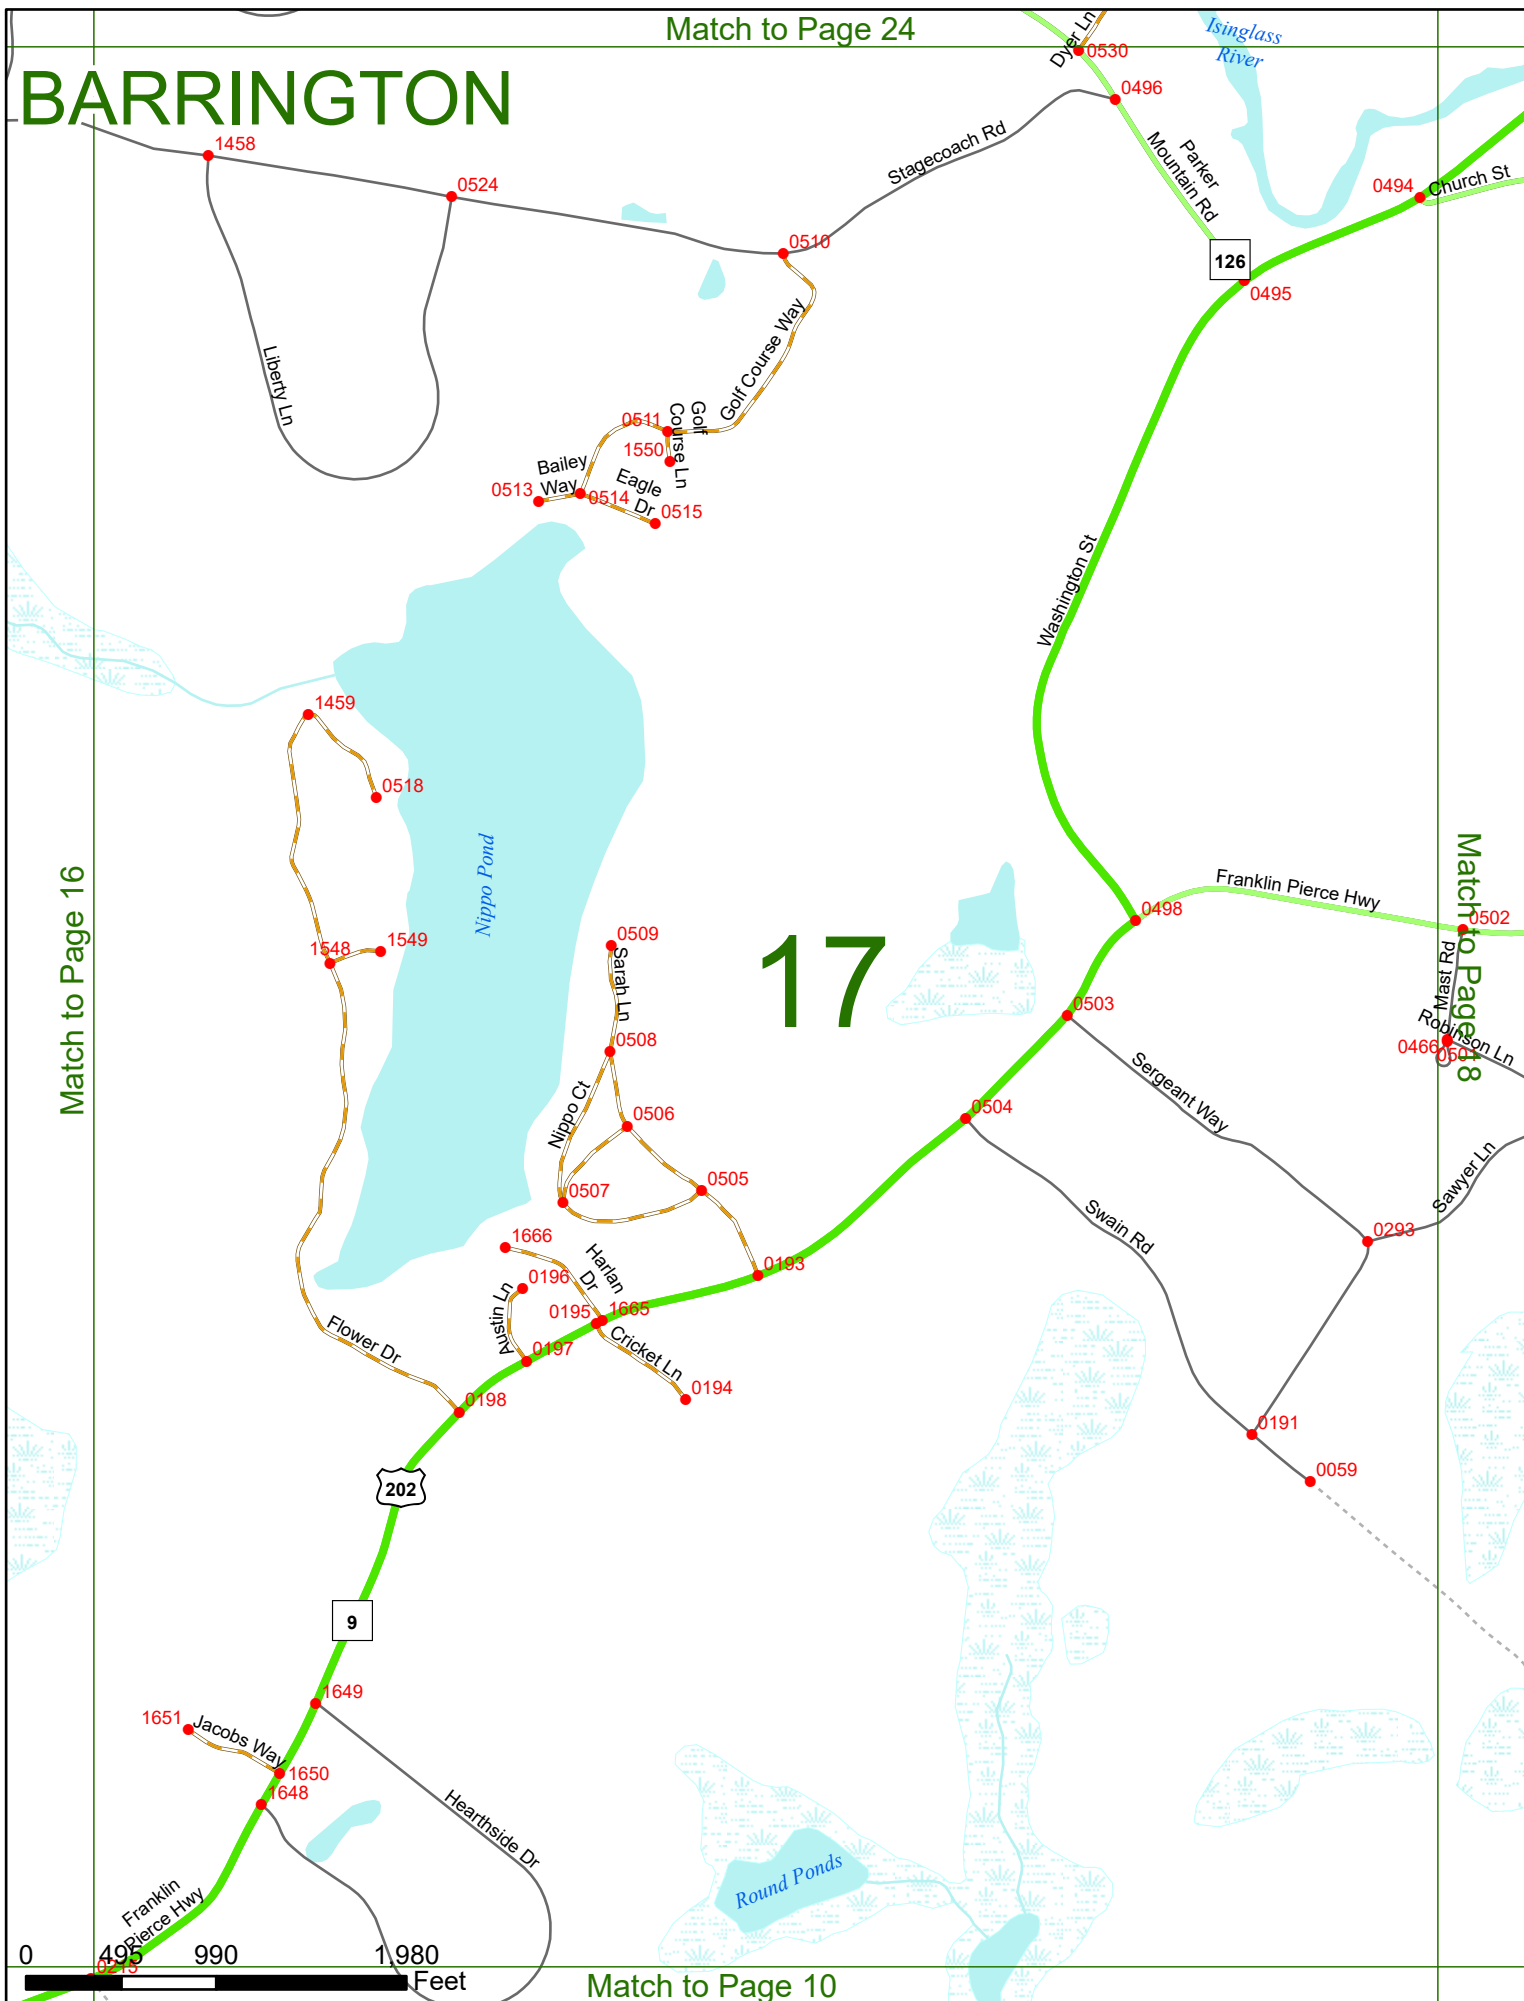 Match to Page 24
BARRINGTON
Isinglass
River
Dyer Ln
0530
0496
Stagecoach Rd
Parker
Mountain Rd
1458
0524
0494
Church St
0510
126
0495
Golf Course Way
Liberty Ln
0511
Golf
Course Ln
1550
Bailey
Way
Eagle
Dr
0513
0514
0515
Washington St
1459
0518
Nippo Pond
Match to Page 16
Match to Page 18
Franklin Pierce Hwy
0498
0502
17
1548
1549
0509
Sarah Ln
Mast Rd
0503
Robinson Ln
0466
0508
Sergeant Way
Nippo Ct
0506
0504
0505
0507
Sawyer Ln
Swain Rd
0293
1666
Harlan
Dr
0193
0196
Austin Ln
0195
1665
Cricket Ln
Flower Dr
0197
0194
0198
0191
202
0059
9
1649
1651
Jacobs Way
1650
1648
Hearthside Dr
Round Ponds
Franklin
Pierce Hwy
0
495
990
1,980
Feet
0213
Match to Page 10